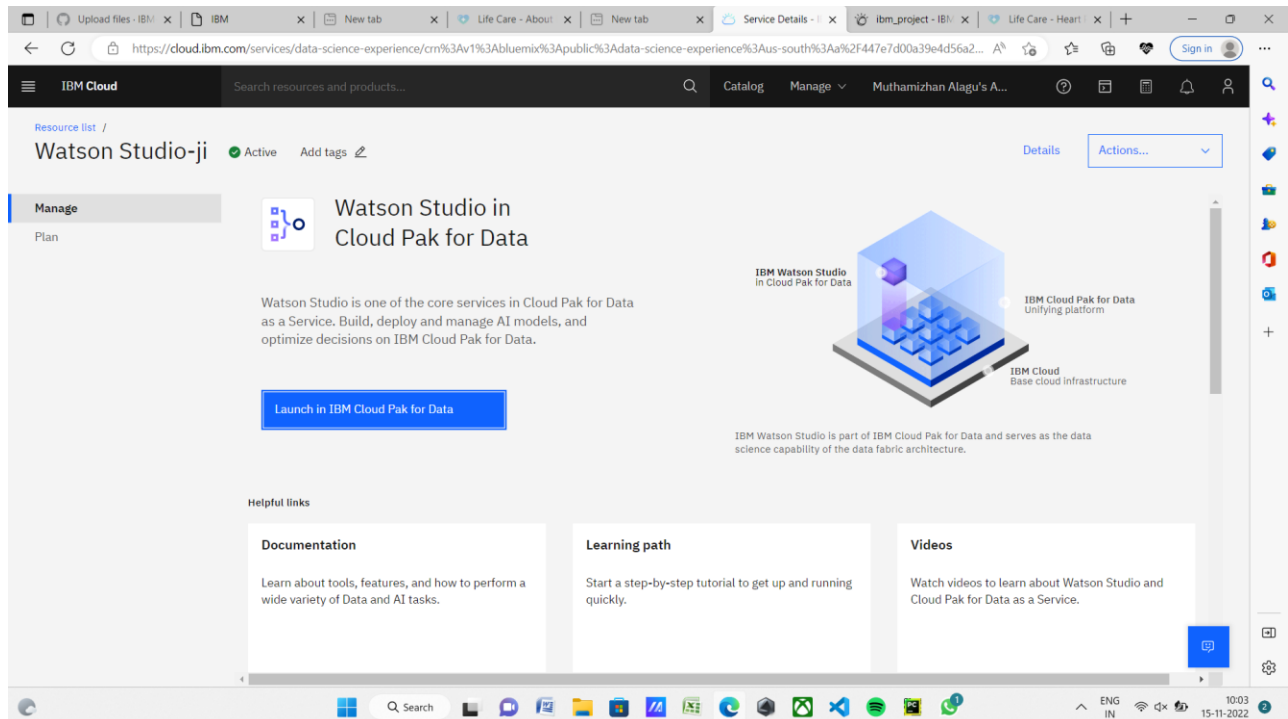 Upload files · IBM
IBM
New tab
Life Care - About
New tab
Service Details - I
ibm_project - IBM
Life Care - Heart
https://cloud.ibm.com/services/data-science-experience/crn%3Av1%3Abluemix%3Apublic%3Adata-science-experience%3Aus-south%3Aa%2F447e7d00a39e4d56a2...
Sign in
IBM Cloud
Search resources and products...
Catalog
Manage
Muthamizhan Alagu's A...
Resource list /
Watson Studio-ji
Active
Add tags
Details
Actions...
Manage
Plan
Watson Studio in
Cloud Pak for Data
Watson Studio is one of the core services in Cloud Pak for Data
as a Service. Build, deploy and manage AI models, and
optimize decisions on IBM Cloud Pak for Data.
Launch in IBM Cloud Pak for Data
IBM Watson Studio
in Cloud Pak for Data
IBM Cloud Pak for Data
Unifying platform
IBM Cloud
Base cloud infrastructure
IBM Watson Studio is part of IBM Cloud Pak for Data and serves as the data
science capability of the data fabric architecture.
Helpful links
Documentation
Learn about tools, features, and how to perform a
wide variety of Data and AI tasks.
Learning path
Start a step-by-step tutorial to get up and running
quickly.
Videos
Watch videos to learn about Watson Studio and
Cloud Pak for Data as a Service.
Search
ENG
IN
10:03
15-11-2022
2